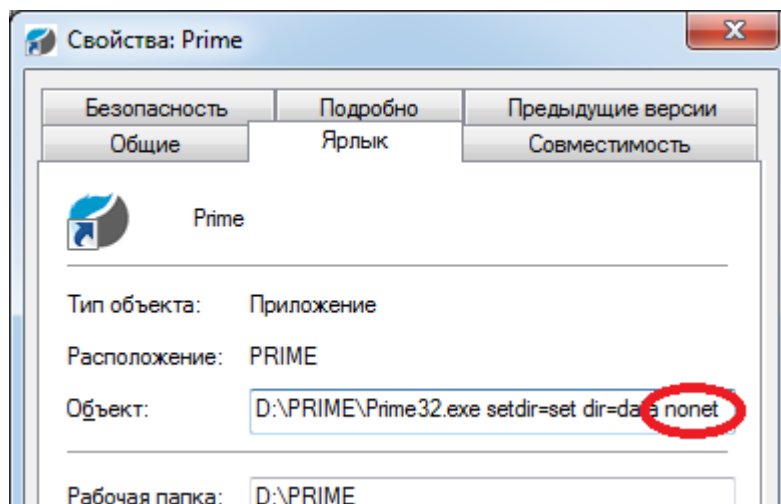 Свойства: Prime
Безопасность Подробно Предыдущие версии
Общие Ярлык Совместимость
Prime
Тип объекта: Приложение
Расположение: PRIME
Объект: D:\PRIME\Prime32.exe setdir=set dir=data nonet
Рабочая папка: D:\PRIME